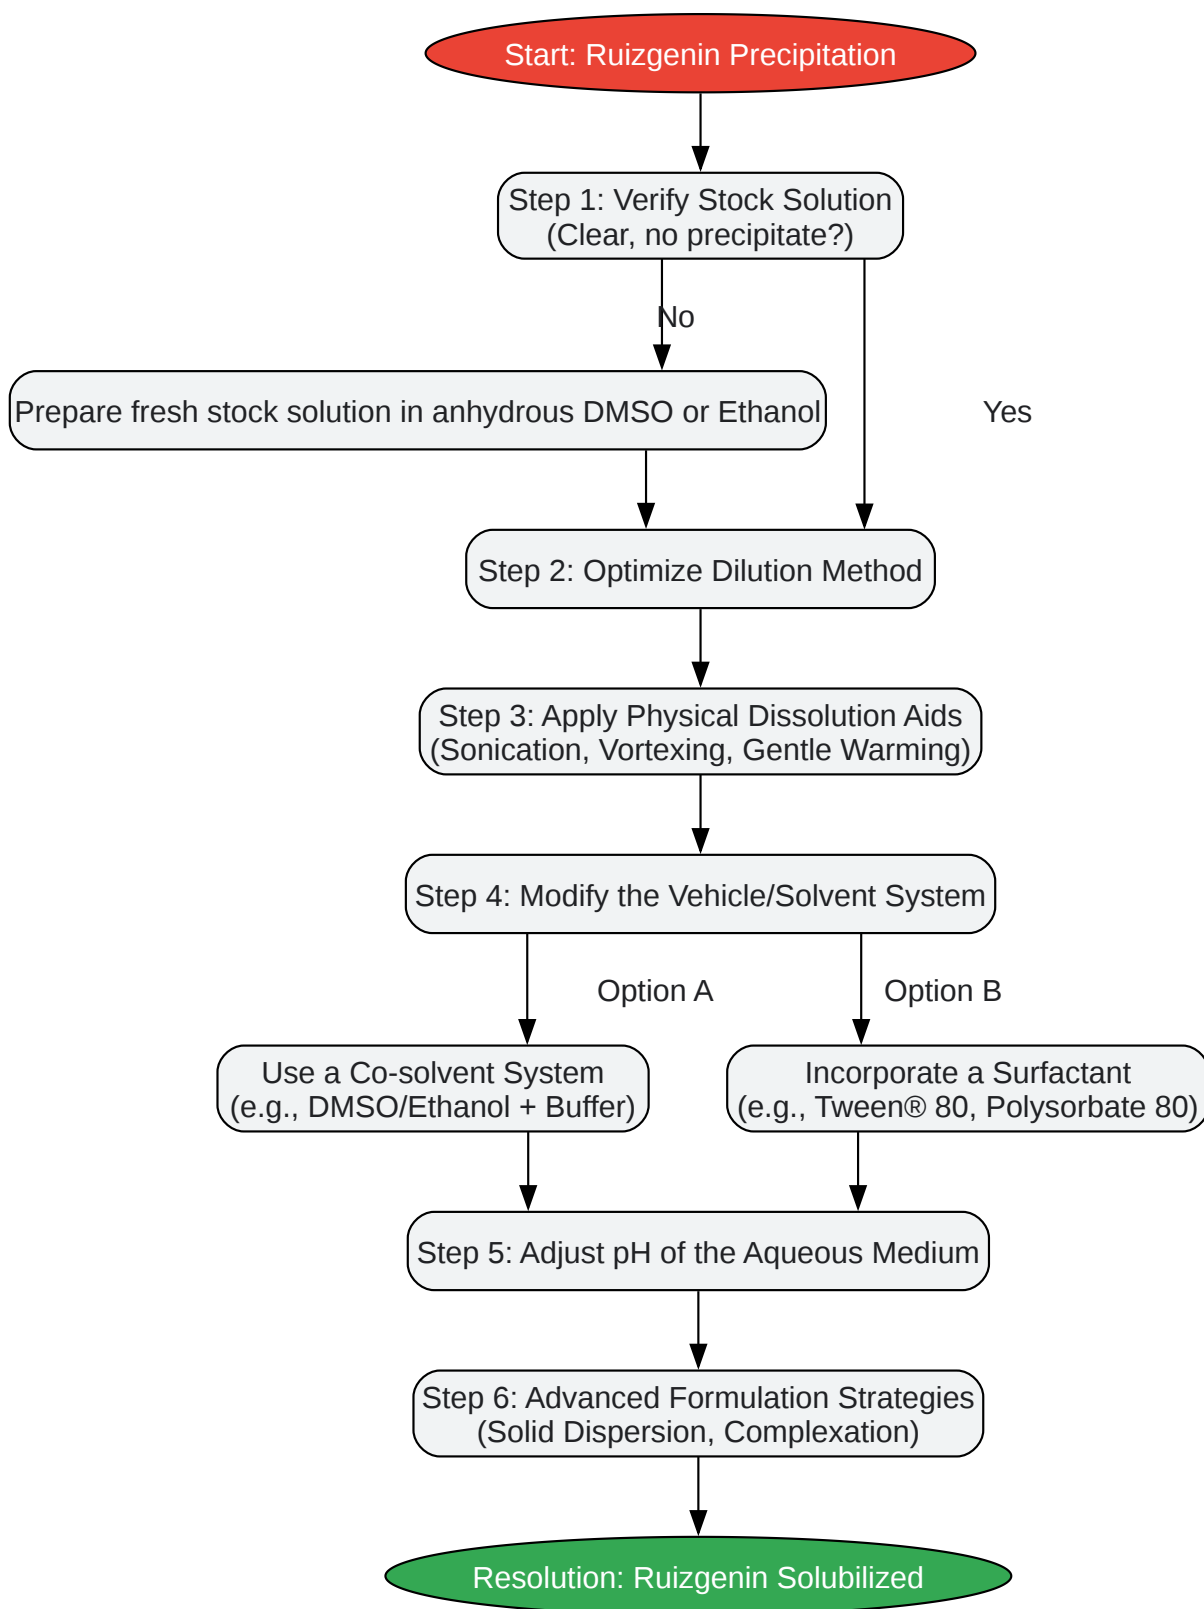 Start: Ruizgenin Precipitation
Step 1: Verify Stock Solution
(Clear, no precipitate?)
No
Prepare fresh stock solution in anhydrous DMSO or Ethanol
Yes
Step 2: Optimize Dilution Method
Step 3: Apply Physical Dissolution Aids
(Sonication, Vortexing, Gentle Warming)
Step 4: Modify the Vehicle/Solvent System
Option A
Option B
Use a Co-solvent System
(e.g., DMSO/Ethanol + Buffer)
Incorporate a Surfactant
(e.g., Tween® 80, Polysorbate 80)
Step 5: Adjust pH of the Aqueous Medium
Step 6: Advanced Formulation Strategies
(Solid Dispersion, Complexation)
Resolution: Ruizgenin Solubilized